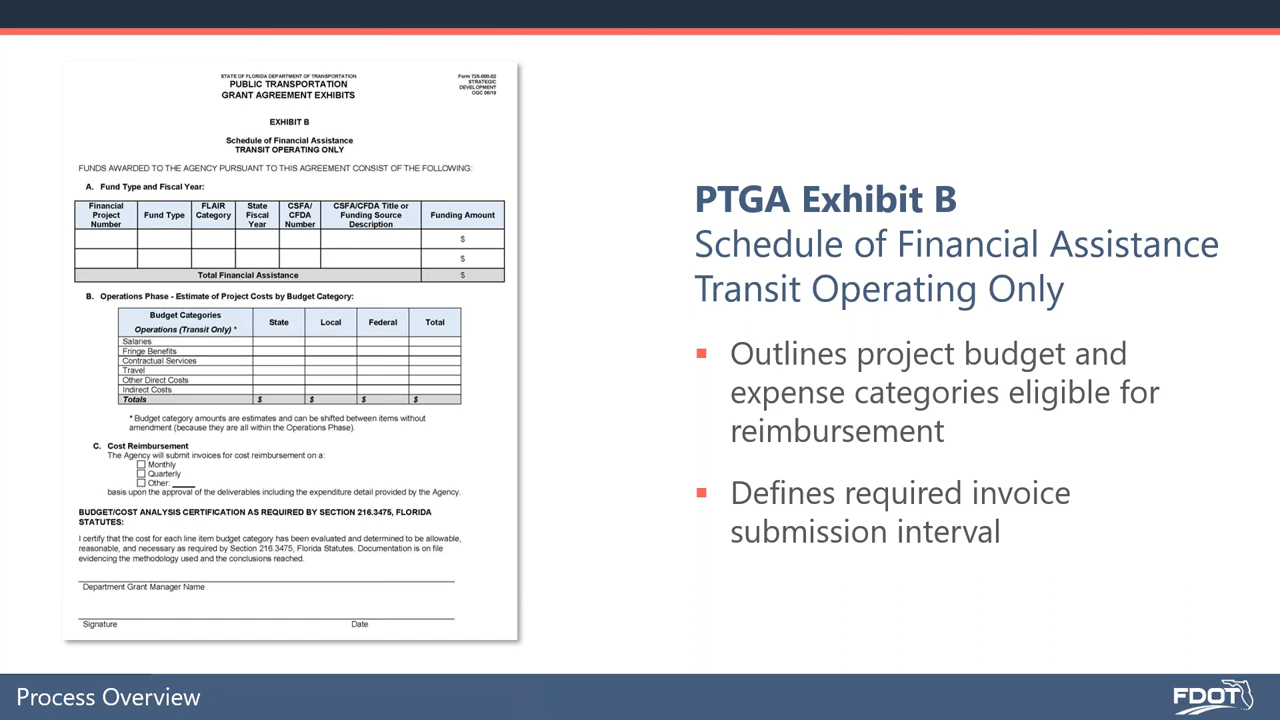 STATE OF FLORIDA DEPARTMENT OF TRANSPORTATION
PUBLIC TRANSPORTATION
GRANT AGREEMENT EXHIBITS
Form 725-000-02
STRATEGIC
DEVELOPMENT
OGC 06/19
EXHIBIT B
Schedule of Financial Assistance
TRANSIT OPERATING ONLY
FUNDS AWARDED TO THE AGENCY PURSUANT TO THIS AGREEMENT CONSIST OF THE FOLLOWING:
A. Fund Type and Fiscal Year:
Financial Project Number Fund Type FLAIR Category State Fiscal Year CSFA/ CFDA Number CSFA/CFDA Title or Funding Source Description Funding Amount
$
$
Total Financial Assistance $
B. Operations Phase - Estimate of Project Costs by Budget Category:
Budget Categories Operations (Transit Only) * State Local Federal Total
Salaries
Fringe Benefits
Contractual Services
Travel
Other Direct Costs
Indirect Costs
Totals $ $ $ $
* Budget category amounts are estimates and can be shifted between items without
amendment (because they are all within the Operations Phase).
C. Cost Reimbursement
The Agency will submit invoices for cost reimbursement on a:
Monthly
Quarterly
Other: _____
basis upon the approval of the deliverables including the expenditure detail provided by the Agency.
BUDGET/COST ANALYSIS CERTIFICATION AS REQUIRED BY SECTION 216.3475, FLORIDA
STATUTES:
I certify that the cost for each line item budget category has been evaluated and determined to be allowable,
reasonable, and necessary as required by Section 216.3475, Florida Statutes. Documentation is on file
evidencing the methodology used and the conclusions reached.
Department Grant Manager Name
Signature Date
PTGA Exhibit B
Schedule of Financial Assistance
Transit Operating Only
Outlines project budget and
expense categories eligible for
reimbursement
Defines required invoice
submission interval
Process Overview
FDOT